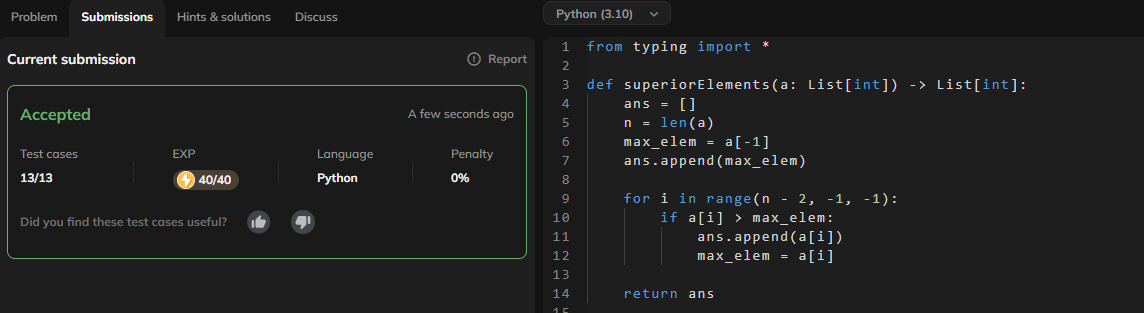 Problem
Submissions
Hints & solutions
Discuss
Current submission
Report
Accepted
A few seconds ago
Test cases
EXP
Language
Penalty
13/13
40/40
Python
0%
Did you find these test cases useful?
Python (3.10)
1 from typing import *
2
3 def superiorElements(a: List[int]) -> List[int]:
4     ans = []
5     n = len(a)
6     max_elem = a[-1]
7     ans.append(max_elem)
8
9     for i in range(n - 2, -1, -1):
10         if a[i] > max_elem:
11             ans.append(a[i])
12             max_elem = a[i]
13
14     return ans
15